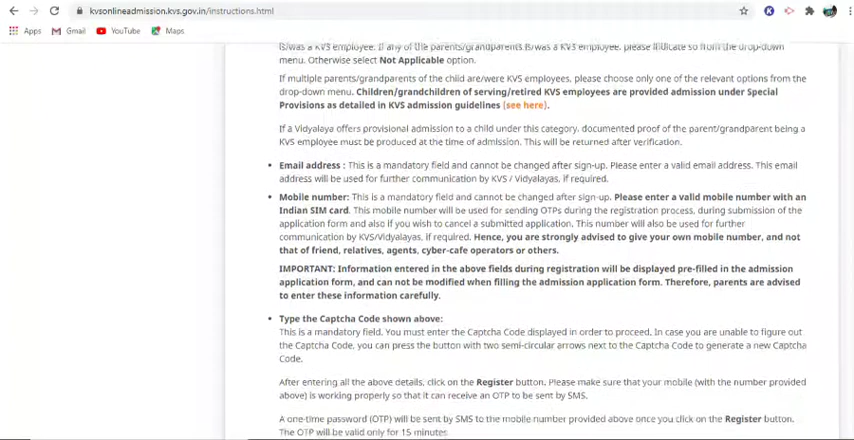 kvsonlineadmission.kvs.gov.in/instructions.html
Apps Gmail YouTube Maps
is/was a KVS employee. If any of the parents/grandparents is/was a KVS employee, please indicate so from the drop-down
menu. Otherwise select Not Applicable option.
If multiple parents/grandparents of the child are/were KVS employees, please choose only one of the relevant options from the
drop-down menu. Children/grandchildren of serving/retired KVS employees are provided admission under Special
Provisions as detailed in KVS admission guidelines (see here).
If a Vidyalaya offers provisional admission to a child under this category, documented proof of the parent/grandparent being a
KVS employee must be produced at the time of admission. This will be returned after verification.
• Email address : This is a mandatory field and cannot be changed after sign-up. Please enter a valid email address. This email
address will be used for further communication by KVS / Vidyalayas, if required.
• Mobile number: This is a mandatory field and cannot be changed after sign-up. Please enter a valid mobile number with an
Indian SIM card. This mobile number will be used for sending OTPs during the registration process, during submission of the
application form and also if you wish to cancel a submitted application. This number will also be used for further
communication by KVS/Vidyalayas, if required. Hence, you are strongly advised to give your own mobile number, and not
that of friend, relatives, agents, cyber-cafe operators or others.
IMPORTANT: Information entered in the above fields during registration will be displayed pre-filled in the admission
application form, and can not be modified when filling the admission application form. Therefore, parents are advised
to enter these information carefully.
• Type the Captcha Code shown above:
This is a mandatory field. You must enter the Captcha Code displayed in order to proceed. In case you are unable to figure out
the Captcha Code, you can press the button with two semi-circular arrows next to the Captcha Code to generate a new Captcha
Code.
After entering all the above details, click on the Register button. Please make sure that your mobile (with the number provided
above) is working properly so that it can receive an OTP to be sent by SMS.
A one-time password (OTP) will be sent by SMS to the mobile number provided above once you click on the Register button.
The OTP will be valid only for 15 minutes